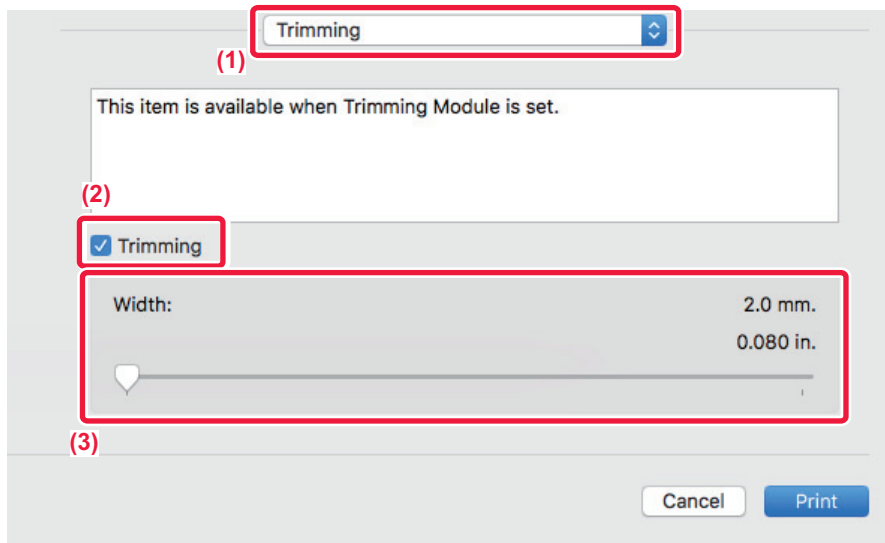 Trimming
(1)
This item is available when Trimming Module is set.
(2)
Trimming
Width:
2.0 mm.
0.080 in.
(3)
Cancel
Print